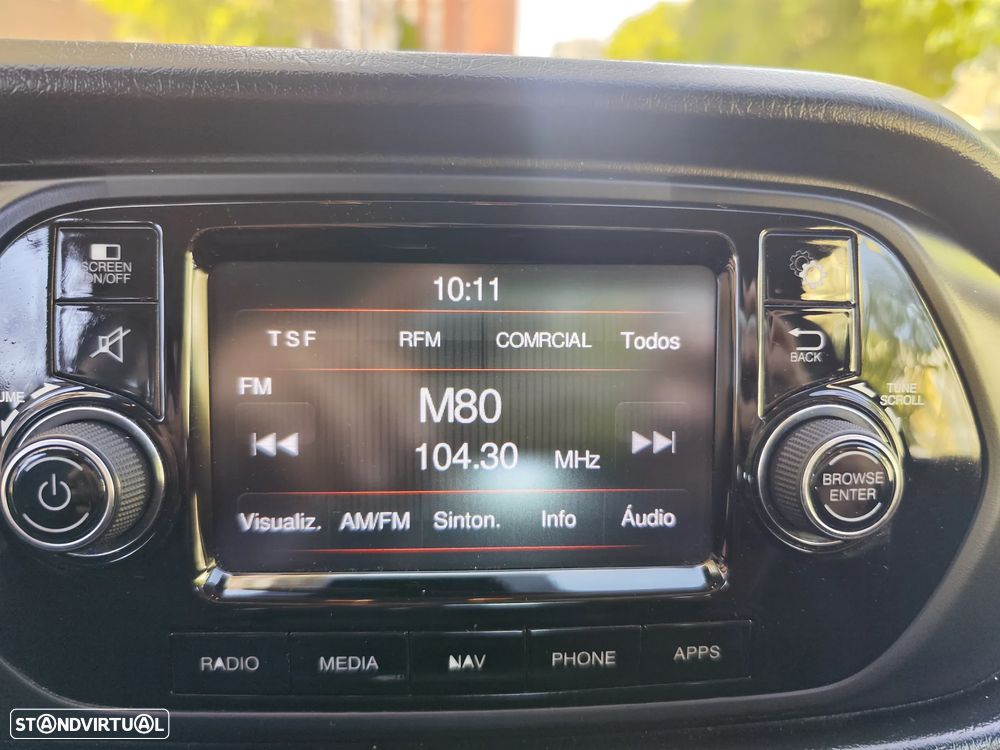 10:11
SCREEN
ON/OFF
TSF RFM COMRCIAL Todos
FM
M80
104.30 MHz
BACK
TUNE
SCROLL
BROWSE
ENTER
Visualiz. AM/FM Sinton. Info Áudio
RADIO MEDIA NAV PHONE APPS
STANDVIRTUAL